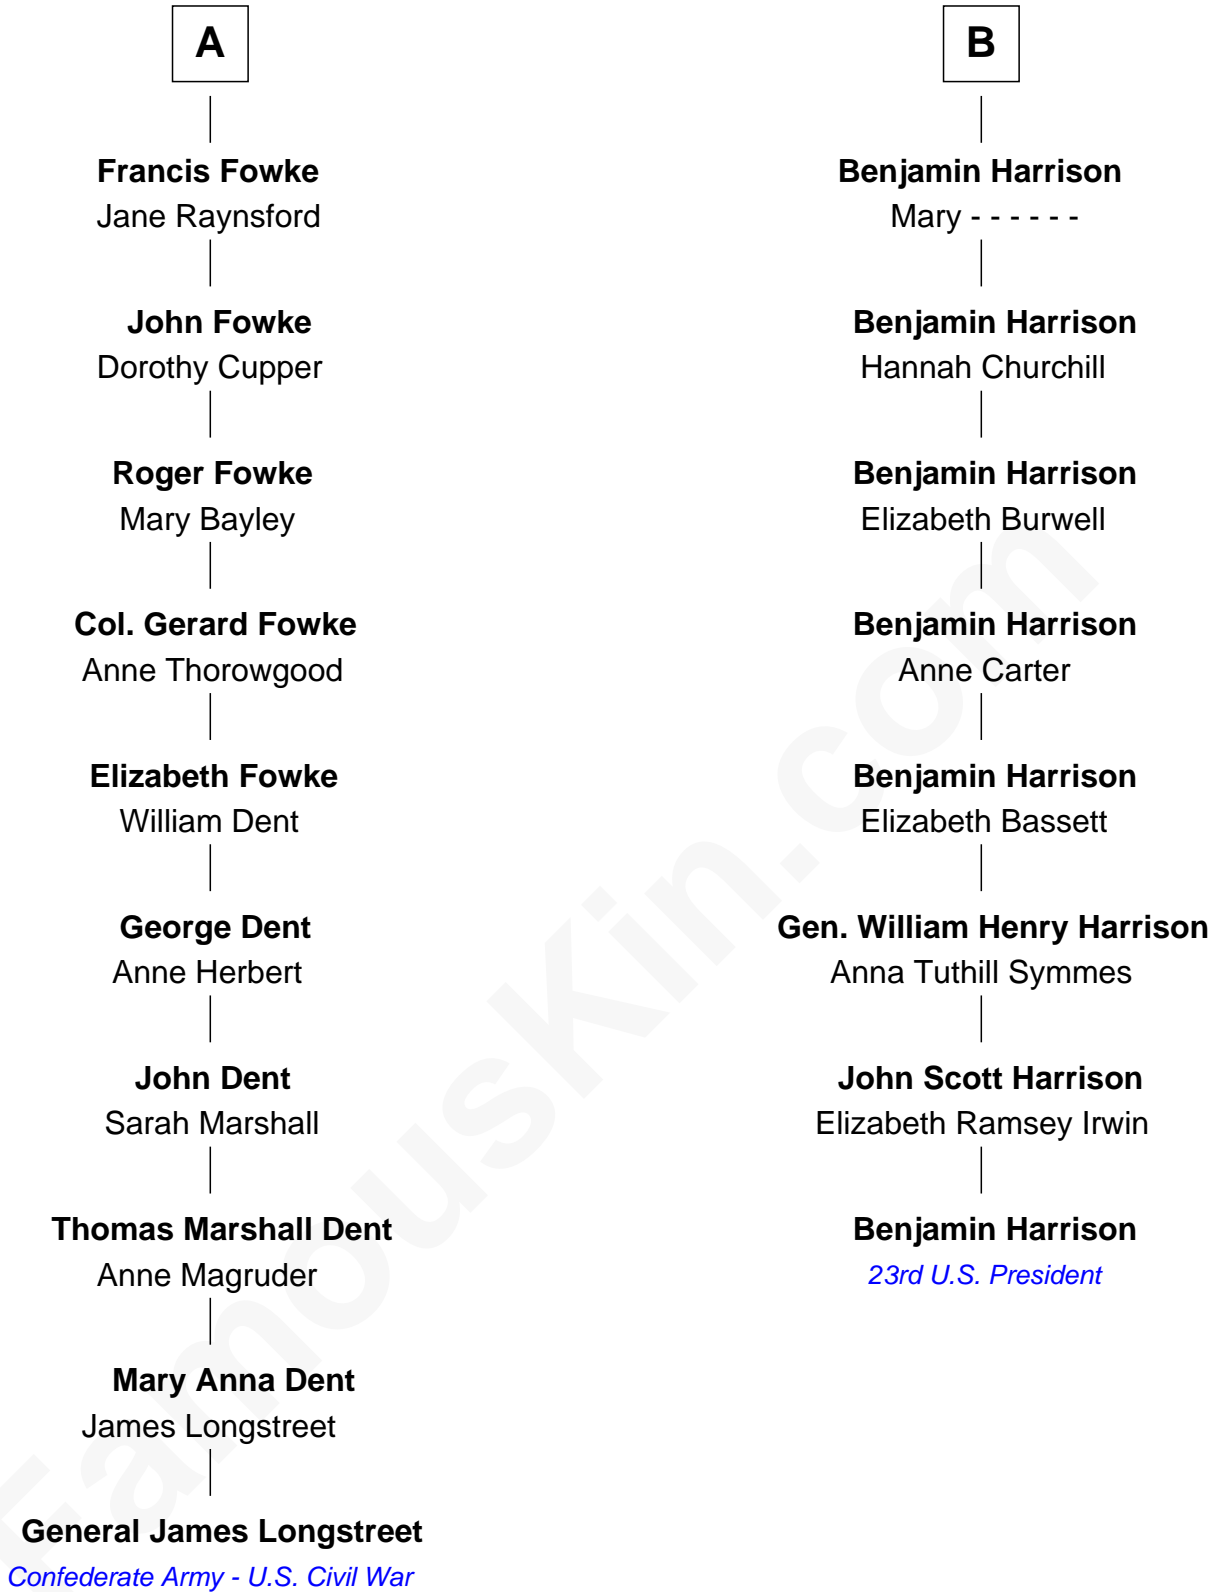 A
Francis Fowke
Jane Raynsford
John Fowke
Dorothy Cupper
Roger Fowke
Mary Bayley
Col. Gerard Fowke
Anne Thorowgood
Elizabeth Fowke
William Dent
George Dent
Anne Herbert
John Dent
Sarah Marshall
Thomas Marshall Dent
Anne Magruder
Mary Anna Dent
James Longstreet
General James Longstreet
Confederate Army - U.S. Civil War
B
Benjamin Harrison
Mary - - - - - -
Benjamin Harrison
Hannah Churchill
Benjamin Harrison
Elizabeth Burwell
Benjamin Harrison
Anne Carter
Benjamin Harrison
Elizabeth Bassett
Gen. William Henry Harrison
Anna Tuthill Symmes
John Scott Harrison
Elizabeth Ramsey Irwin
Benjamin Harrison
23rd U.S. President
FamousKin.com